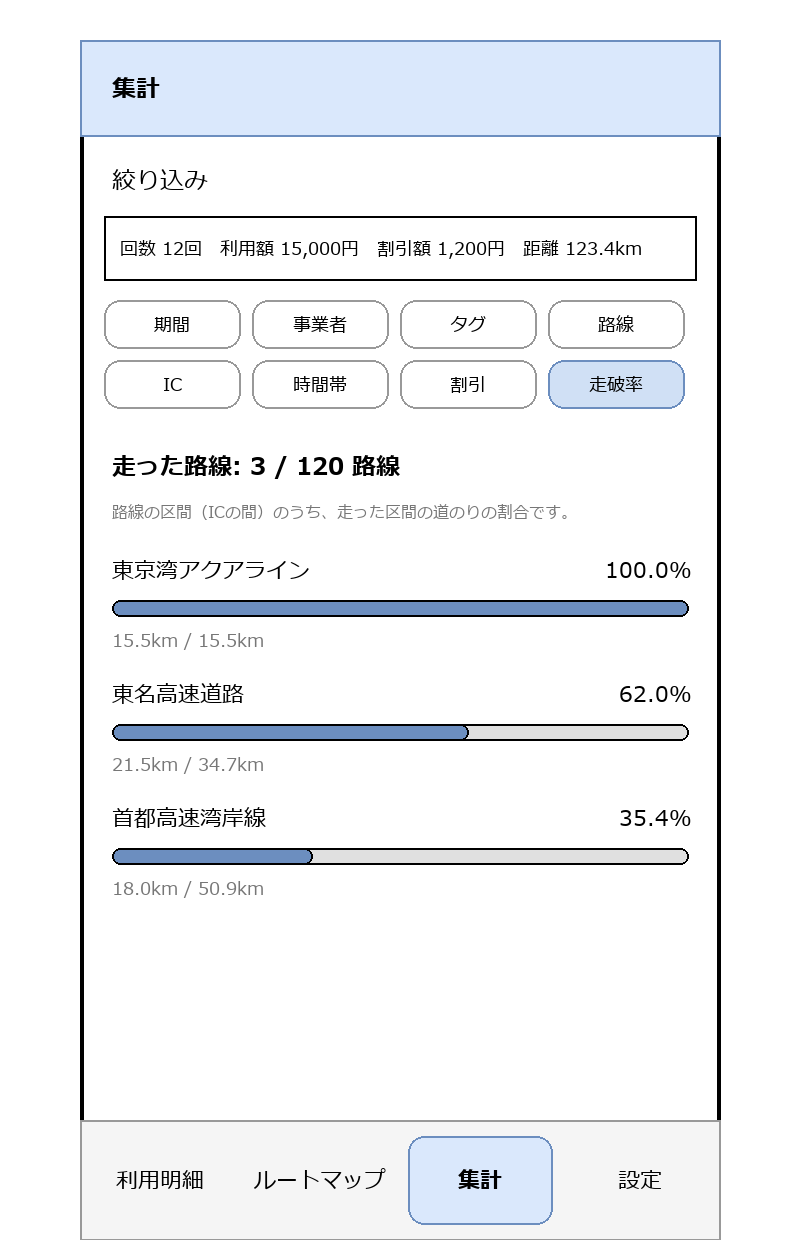 集計
絞り込み
回数 12回　利用額 15,000円　割引額 1,200円　距離 123.4km
期間　事業者　タグ　路線
IC　時間帯　割引　走破率
走った路線: 3 / 120 路線
路線の区間（ICの間）のうち、走った区間の道のりの割合です。
東京湾アクアライン　100.0%
15.5km / 15.5km
東名高速道路　62.0%
21.5km / 34.7km
首都高速湾岸線　35.4%
18.0km / 50.9km
利用明細　ルートマップ　集計　設定